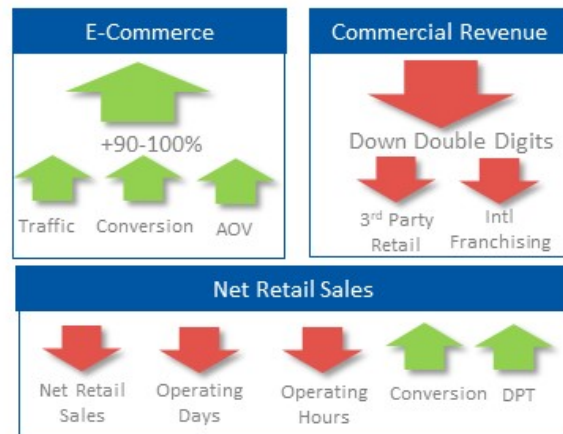 E-Commerce
+90-100%
Traffic
Conversion
AOV
Commercial Revenue
Down Double Digits
3rd Party
Retail
Intl
Franchising
Net Retail Sales
Net Retail
Sales
Operating
Days
Operating
Hours
Conversion
DPT